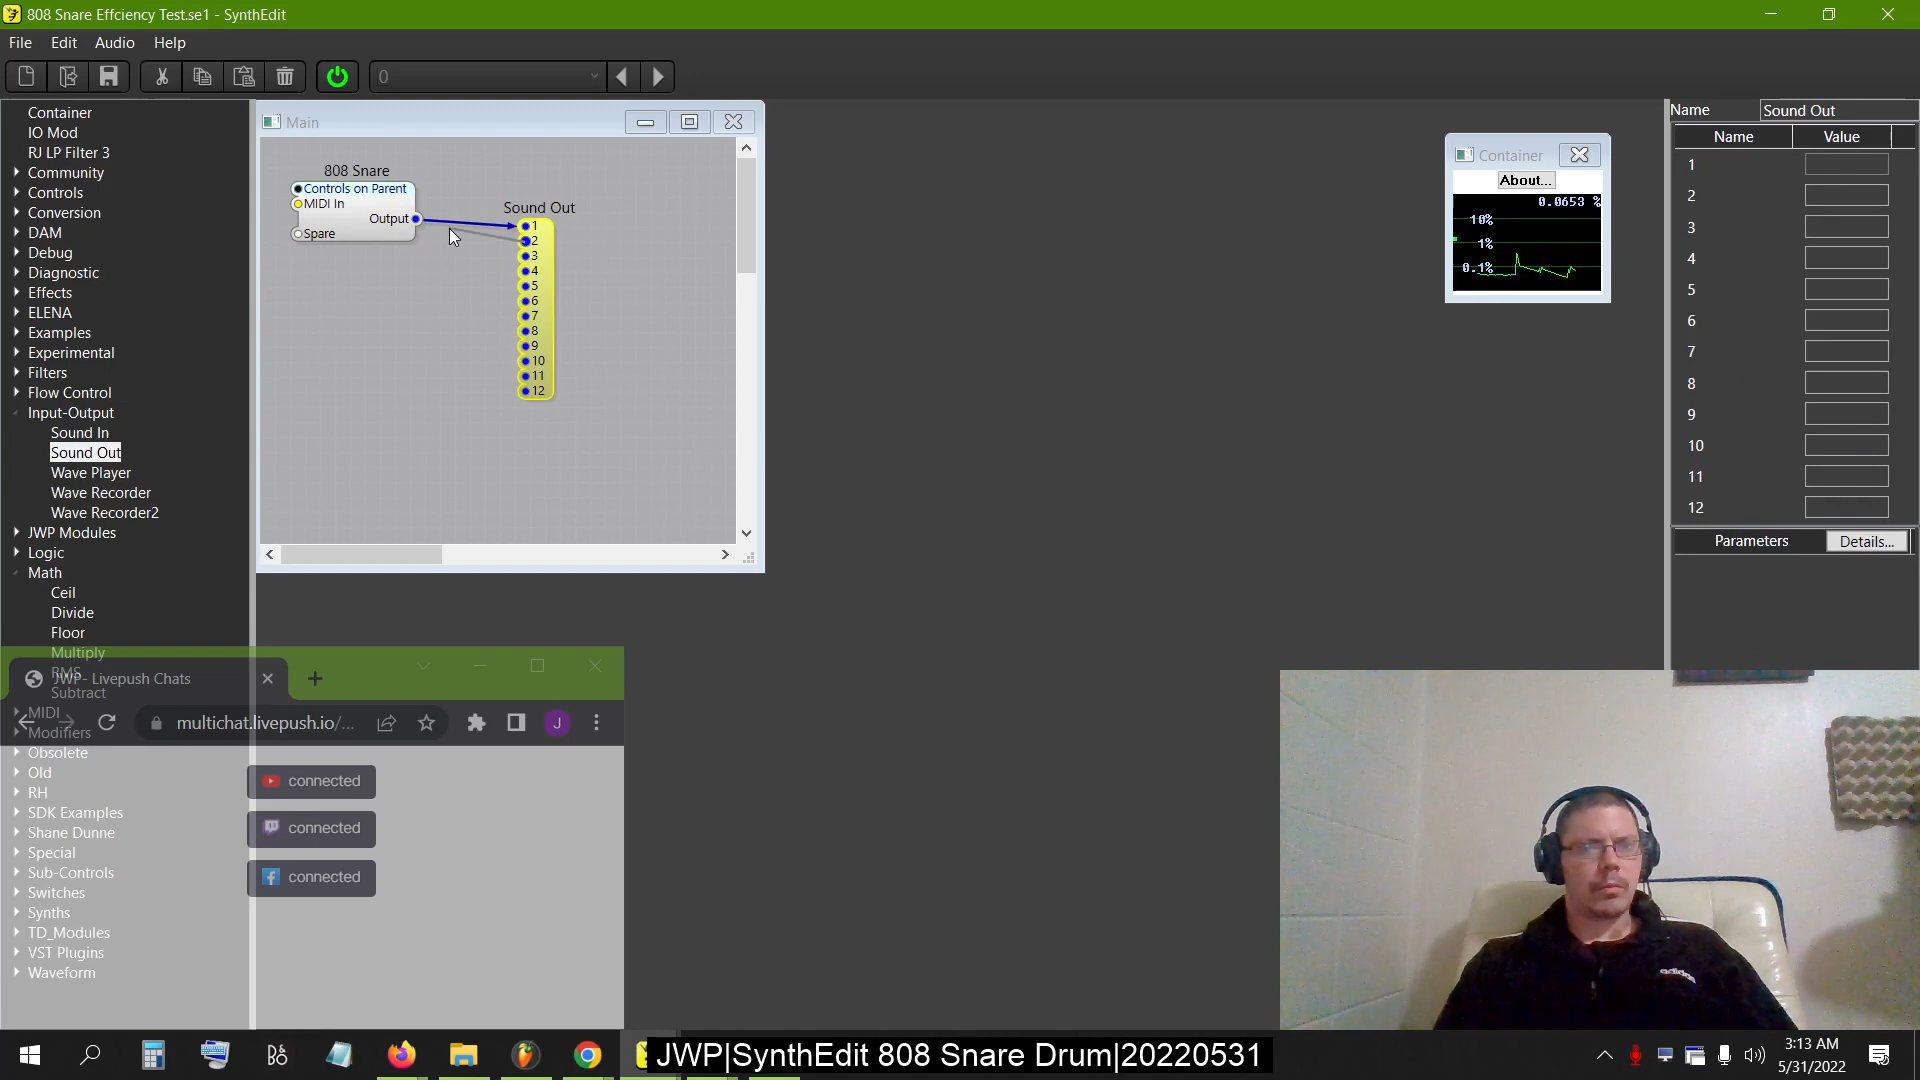 808 Snare Effciency Test.se1 - SynthEdit
File Edit Audio Help
0
Container
IO Mod
RJ LP Filter 3
Community
Controls
Conversion
DAM
Debug
Diagnostic
Effects
ELENA
Examples
Experimental
Filters
Flow Control
Input-Output
Sound In
Sound Out
Wave Player
Wave Recorder
Wave Recorder2
JWP Modules
Logic
Math
Ceil
Divide
Floor
Multiply
RMS
Subtract
MIDI
Modifiers
Obsolete
Old
RH
SDK Examples
Shane Dunne
Special
Sub-Controls
Switches
Synths
TD_Modules
VST Plugins
Waveform
Main
808 Snare
Controls on Parent
MIDI In
Output
Spare
Sound Out
1
2
3
4
5
6
7
8
9
10
11
12
Container
About...
0.0653 %
10%
1%
0.1%
Name Sound Out
Name Value
1
2
3
4
5
6
7
8
9
10
11
12
Parameters Details...
JWP - Livepush Chats
multichat.livepush.io/...
J
connected
connected
connected
adidas
JWP|SynthEdit 808 Snare Drum|20220531
3:13 AM
5/31/2022